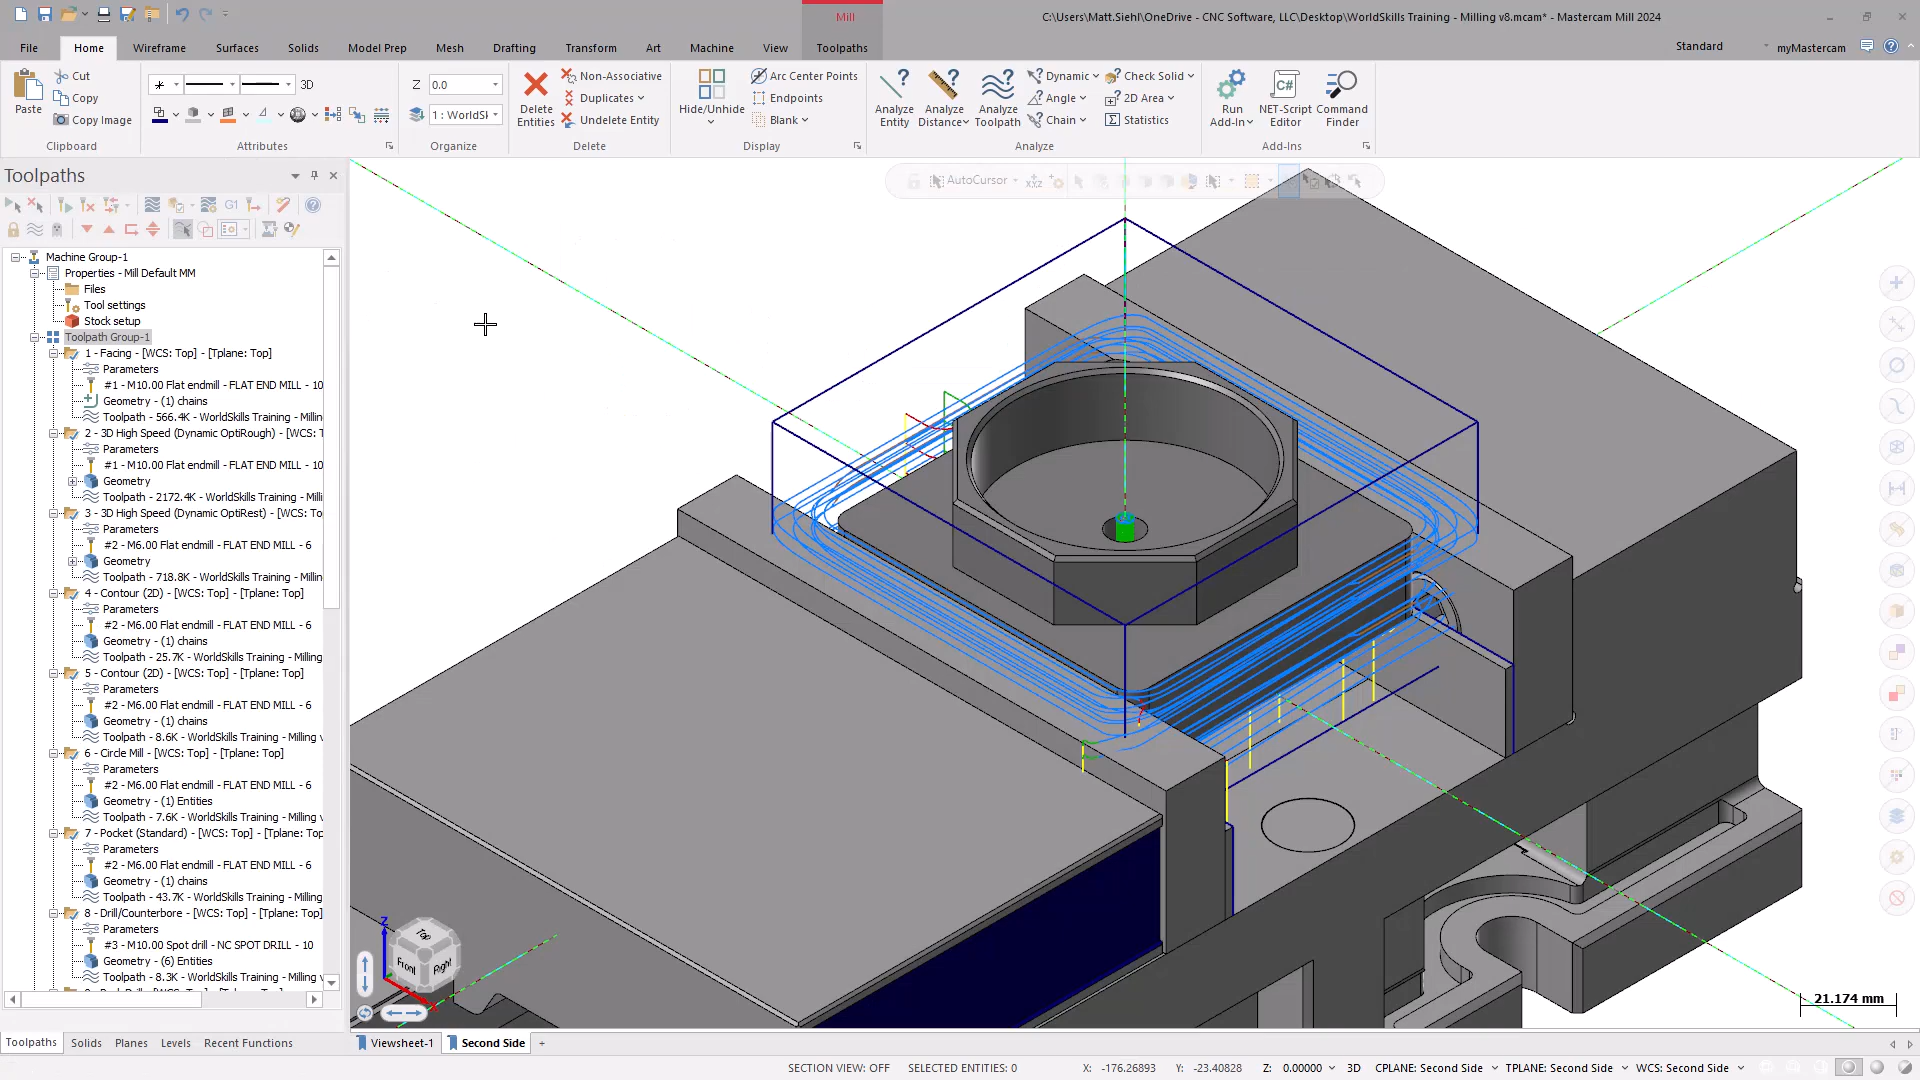 Mill
C:\Users\Matt.Siehl\OneDrive - CNC Software, LLC\Desktop\WorldSkills Training - Milling v8.mcam* - Mastercam Mill 2024
File Home Wireframe Surfaces Solids Model Prep Mesh Drafting Transform Art Machine View Toolpaths Standard myMastercam
Cut
Copy
Copy Image
Paste
3D
Z 0.0
1 : WorldSk
Delete Entities
Non-Associative
Duplicates
Undelete Entity
Hide/Unhide
Arc Center Points
Endpoints
Blank
Analyze Entity
Analyze Distance
Analyze Toolpath
Dynamic
Angle
Chain
Check Solid
2D Area
Statistics
Run Add-In
NET-Script Editor
Command Finder
Clipboard Attributes Organize Delete Display Analyze Add-Ins
Toolpaths
AutoCursor
G1
Machine Group-1
Properties - Mill Default MM
Files
Tool settings
Stock setup
Toolpath Group-1
1 - Facing - [WCS: Top] - [Tplane: Top]
Parameters
#1 - M10.00 Flat endmill - FLAT END MILL - 10
Geometry - (1) chains
Toolpath - 566.4K - WorldSkills Training - Milling
2 - 3D High Speed (Dynamic OptiRough) - [WCS: T
Parameters
#1 - M10.00 Flat endmill - FLAT END MILL - 10
Geometry
Toolpath - 2172.4K - WorldSkills Training - Millin
3 - 3D High Speed (Dynamic OptiRest) - [WCS: To
Parameters
#2 - M6.00 Flat endmill - FLAT END MILL - 6
Geometry
Toolpath - 718.8K - WorldSkills Training - Milling
4 - Contour (2D) - [WCS: Top] - [Tplane: Top]
Parameters
#2 - M6.00 Flat endmill - FLAT END MILL - 6
Geometry - (1) chains
Toolpath - 25.7K - WorldSkills Training - Milling
5 - Contour (2D) - [WCS: Top] - [Tplane: Top]
Parameters
#2 - M6.00 Flat endmill - FLAT END MILL - 6
Geometry - (1) chains
Toolpath - 8.6K - WorldSkills Training - Milling v
6 - Circle Mill - [WCS: Top] - [Tplane: Top]
Parameters
#2 - M6.00 Flat endmill - FLAT END MILL - 6
Geometry - (1) Entities
Toolpath - 7.6K - WorldSkills Training - Milling v
7 - Pocket (Standard) - [WCS: Top] - [Tplane: Top
Parameters
#2 - M6.00 Flat endmill - FLAT END MILL - 6
Geometry - (1) chains
Toolpath - 43.7K - WorldSkills Training - Milling
8 - Drill/Counterbore - [WCS: Top] - [Tplane: Top]
Parameters
#3 - M10.00 Spot drill - NC SPOT DRILL - 10
Geometry - (6) Entities
Toolpath - 8.3K - WorldSkills Training - Milling v
Z
Top
Front Right
21.174 mm
Toolpaths Solids Planes Levels Recent Functions
Viewsheet-1 Second Side +
SECTION VIEW: OFF SELECTED ENTITIES: 0 X: -176.26893 Y: -23.40828 Z: 0.00000 3D CPLANE: Second Side TPLANE: Second Side WCS: Second Side